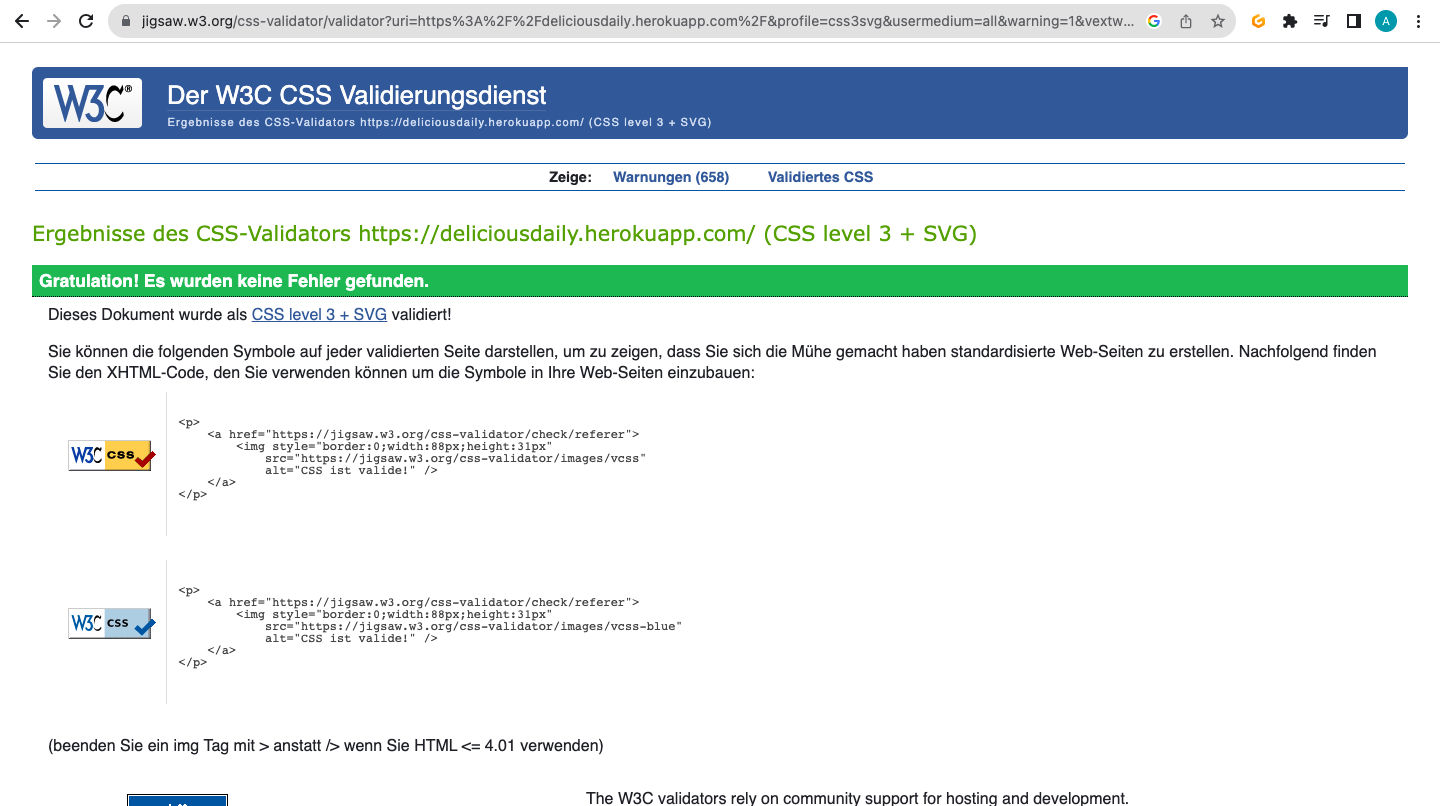 jigsaw.w3.org/css-validator/validator?uri=https%3A%2F%2Fdeliciousdaily.herokuapp.com%2F&profile=css3svg&usermedium=all&warning=1&vextw...
A
W3C®
Der W3C CSS Validierungsdienst
Ergebnisse des CSS-Validators https://deliciousdaily.herokuapp.com/ (CSS level 3 + SVG)
Zeige: Warnungen (658) Validiertes CSS
Ergebnisse des CSS-Validators https://deliciousdaily.herokuapp.com/ (CSS level 3 + SVG)
Gratulation! Es wurden keine Fehler gefunden.
Dieses Dokument wurde als CSS level 3 + SVG validiert!
Sie können die folgenden Symbole auf jeder validierten Seite darstellen, um zu zeigen, dass Sie sich die Mühe gemacht haben standardisierte Web-Seiten zu erstellen. Nachfolgend finden
Sie den XHTML-Code, den Sie verwenden können um die Symbole in Ihre Web-Seiten einzubauen:
<p>
<a href="https://jigsaw.w3.org/css-validator/check/referer">
<img style="border:0;width:88px;height:31px"
W3C css
src="https://jigsaw.w3.org/css-validator/images/vcss"
alt="CSS ist valide!" />
</a>
</p>
<p>
<a href="https://jigsaw.w3.org/css-validator/check/referer">
<img style="border:0;width:88px;height:31px"
W3C css
src="https://jigsaw.w3.org/css-validator/images/vcss-blue"
alt="CSS ist valide!" />
</a>
</p>
(beenden Sie ein img Tag mit > anstatt /> wenn Sie HTML <= 4.01 verwenden)
The W3C validators rely on community support for hosting and development.